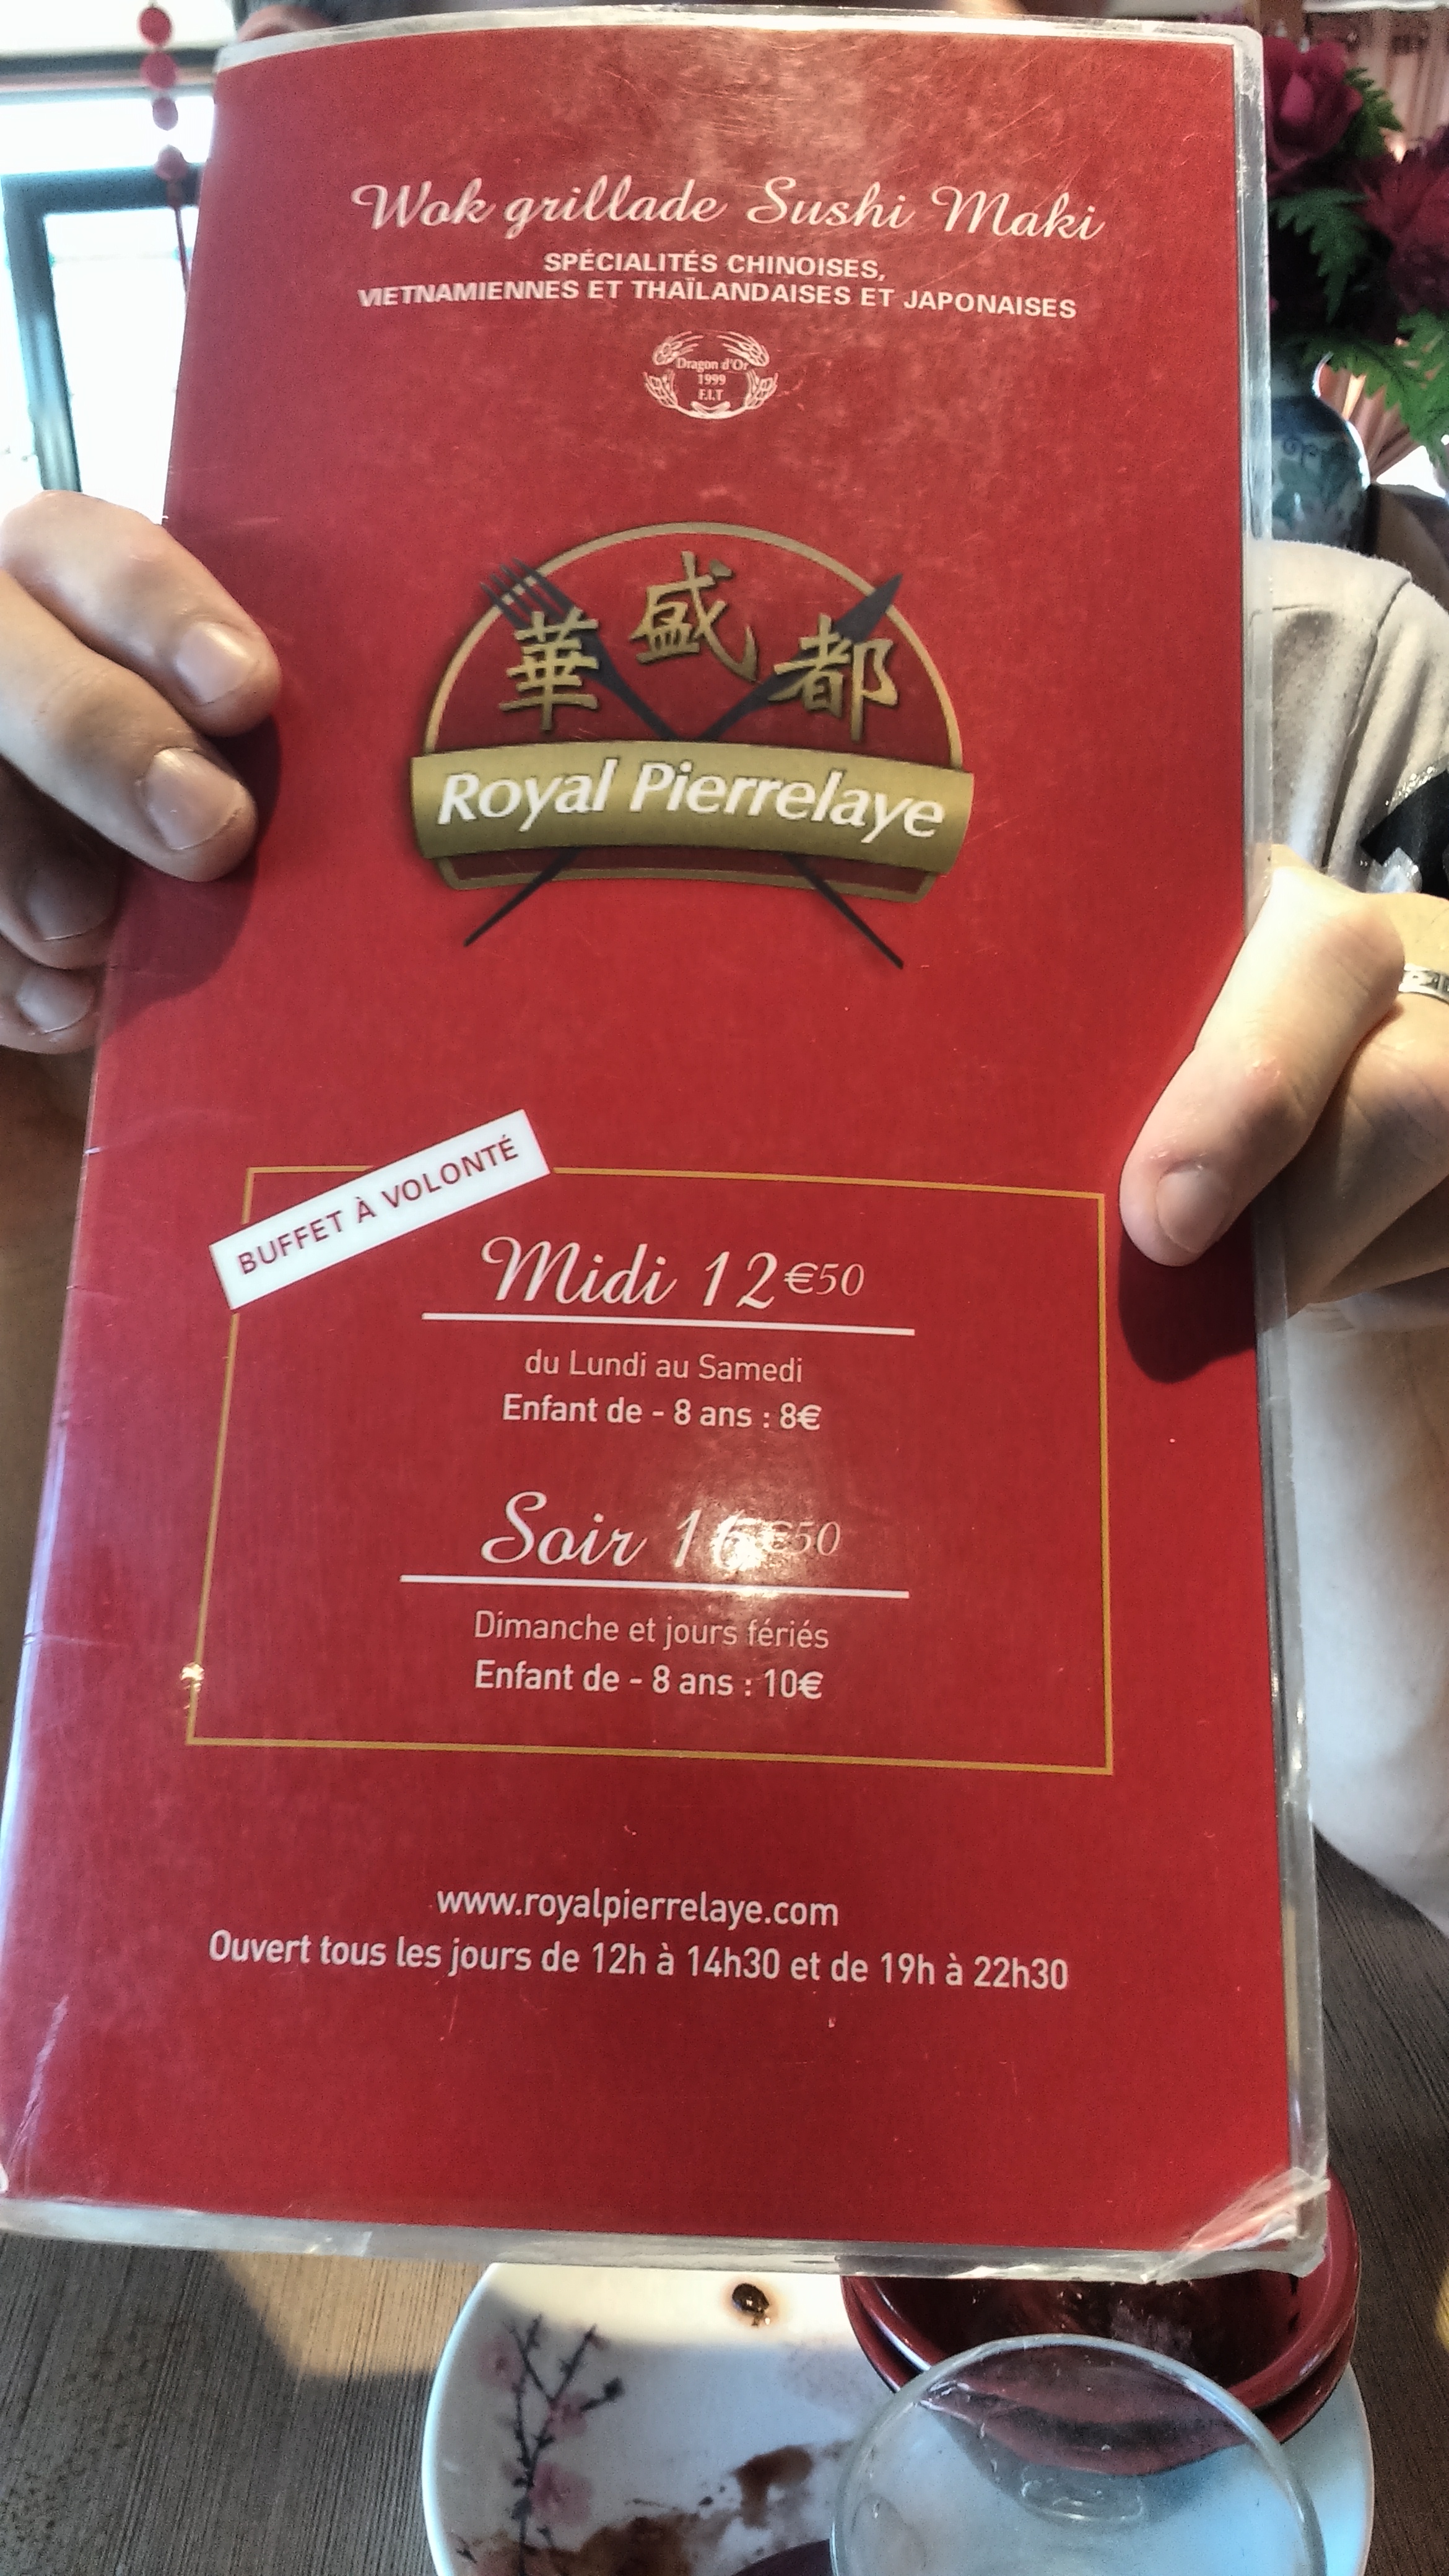 Wok grillade Sushi Maki
SPÉCIALITÉS CHINOISES,
VIETNAMIENNES ET THAÏLANDAISES ET JAPONAISES
Dragon d'Or
1999
F.I.T
華盛都
Royal Pierrelaye
BUFFET À VOLONTÉ
Midi 12€50
du Lundi au Samedi
Enfant de - 8 ans : 8€
Soir 16€50
Dimanche et jours fériés
Enfant de - 8 ans : 10€
www.royalpierrelaye.com
Ouvert tous les jours de 12h à 14h30 et de 19h à 22h30